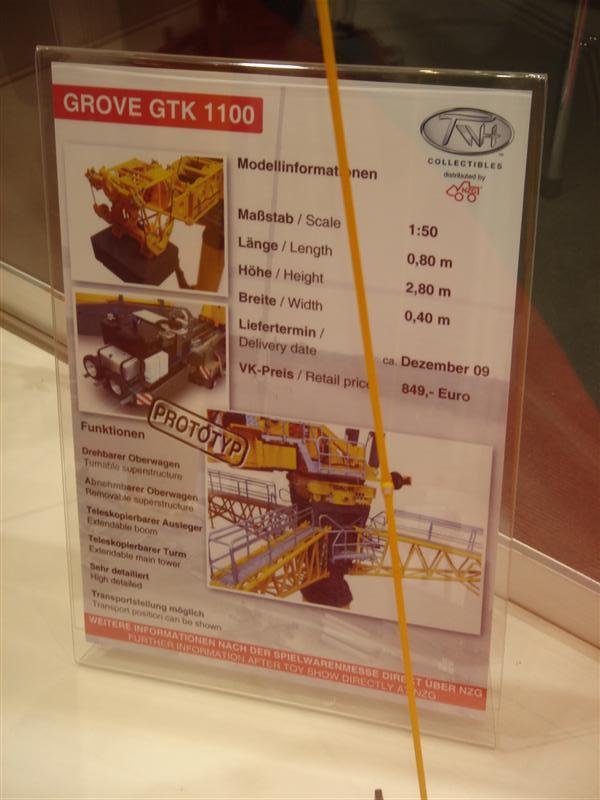 GROVE GTK 1100
TWH
COLLECTIBLES
distributed by
NZG
Modellinformationen
Maßstab / Scale 1:50
Länge / Length 0,80 m
Höhe / Height 2,80 m
Breite / Width 0,40 m
Liefertermin /
Delivery date ca. Dezember 09
VK-Preis / Retail price 849,- Euro
PROTOTYP
Funktionen
Drehbarer Oberwagen
Turnable superstructure
Abnehmbarer Oberwagen
Removable superstructure
Teleskopierbarer Ausleger
Extendable boom
Teleskopierbarer Turm
Extendable main tower
Sehr detailiert
High detailed
Transportstellung möglich
Transport position can be shown
WEITERE INFORMATIONEN NACH DER SPIELWARENMESSE DIREKT ÜBER NZG
FURTHER INFORMATION AFTER TOY SHOW DIRECTLY AT NZG